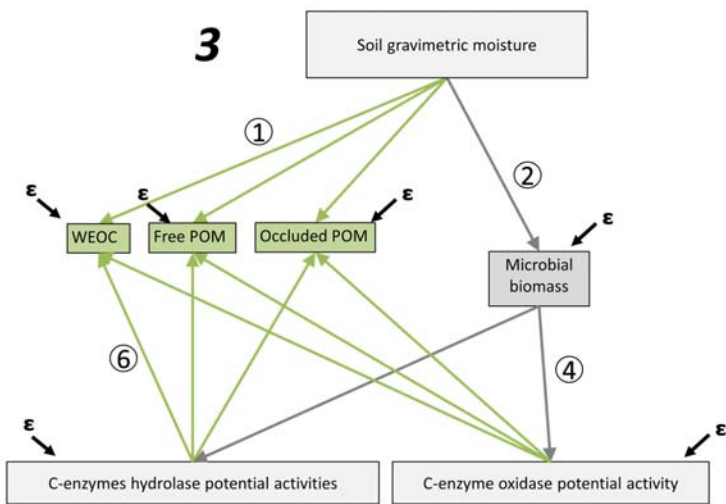 3
Soil gravimetric moisture
①
②
ε ε ε ε
WEOC Free POM Occluded POM
Microbial
biomass
⑥ ④
ε ε
C-enzymes hydrolase potential activities C-enzyme oxidase potential activity